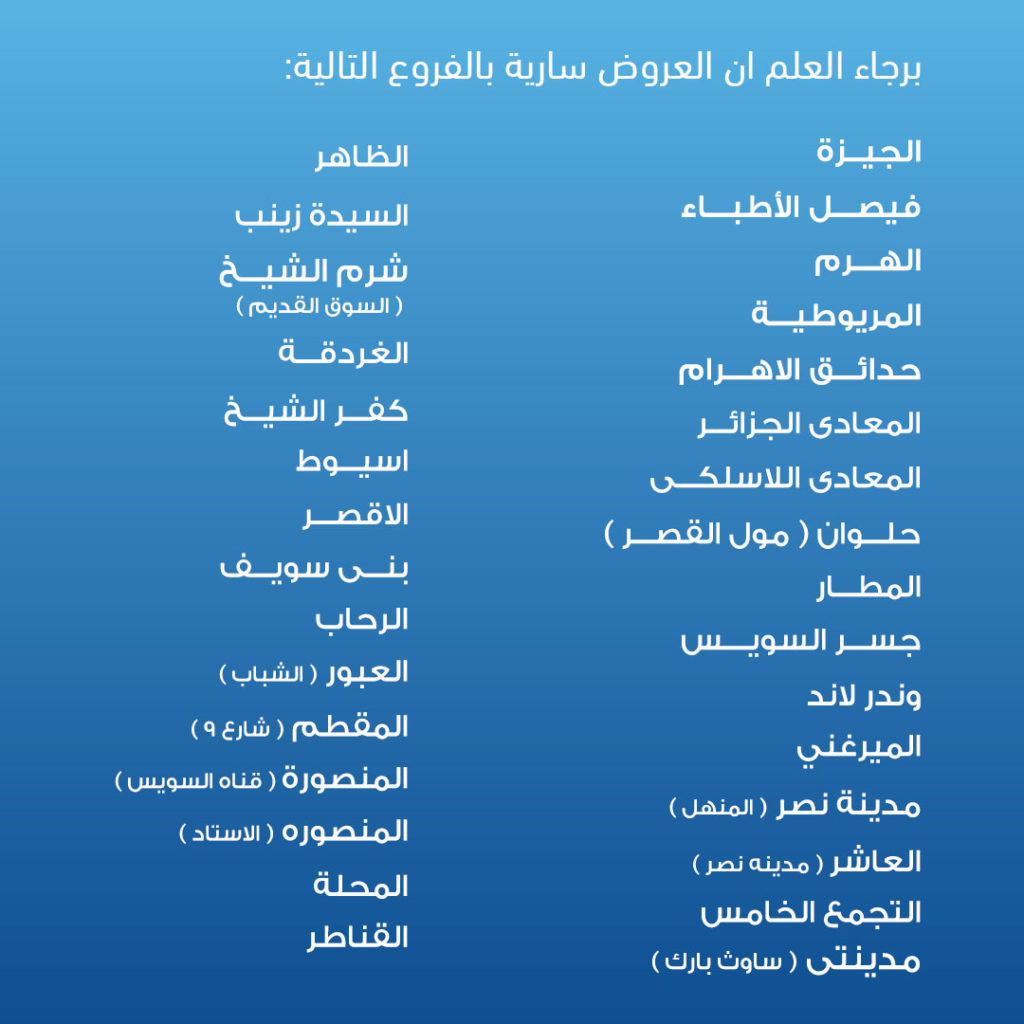 برجاء العلم ان العروض سارية بالفروع التالية:
الجيزة
فيصل الأطباء
الهرم
المريوطية
حدائق الاهرام
المعادى الجزائر
المعادى اللاسلكى
حلوان ( مول القصر )
المطار
جسر السويس
وندر لاند
الميرغني
مدينة نصر ( المنهل )
العاشر ( مدينه نصر )
التجمع الخامس
مدينتى ( ساوث بارك )
الظاهر
السيدة زينب
شرم الشيخ
( السوق القديم )
الغردقة
كفر الشيخ
اسيوط
الاقصر
بنى سويف
الرحاب
العبور ( الشباب )
المقطم ( شارع ٩ )
المنصورة ( قناه السويس )
المنصوره ( الاستاد )
المحلة
القناطر